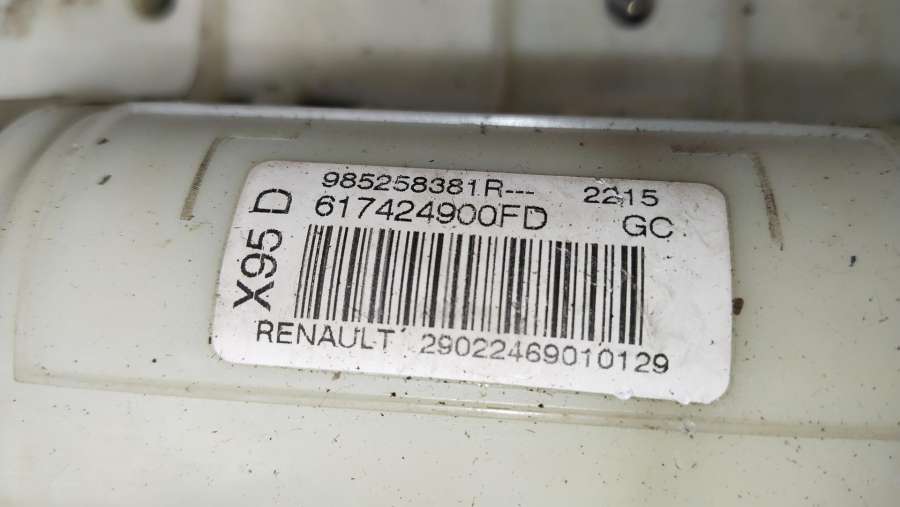 985258381R--- 2215
617424900FD GC
X95 D
RENAULT 29022469010129